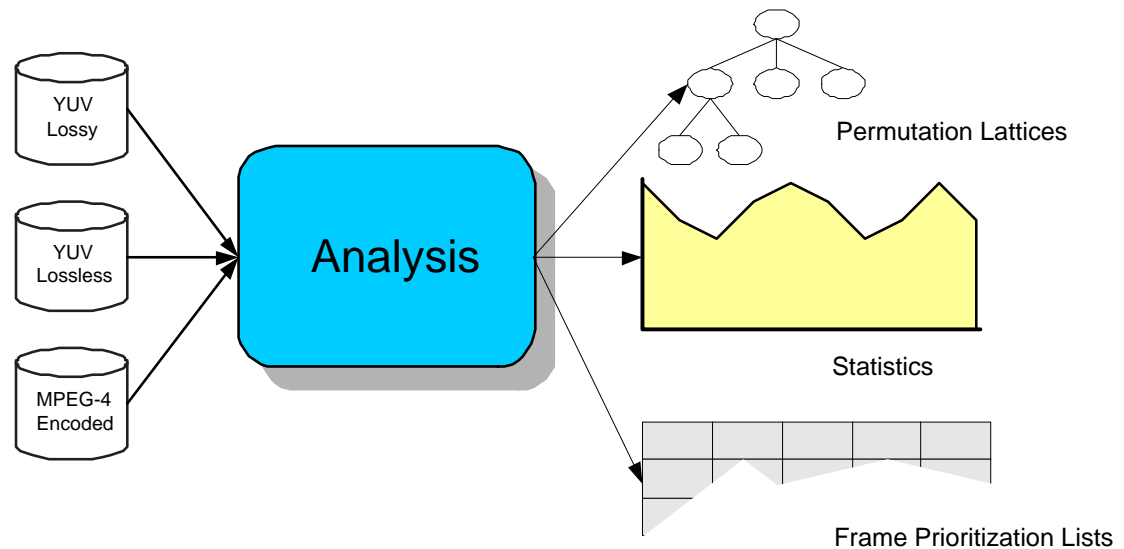 YUV
Lossy
YUV
Lossless
MPEG-4
Encoded
Analysis
Permutation Lattices
Statistics
Frame Prioritization Lists